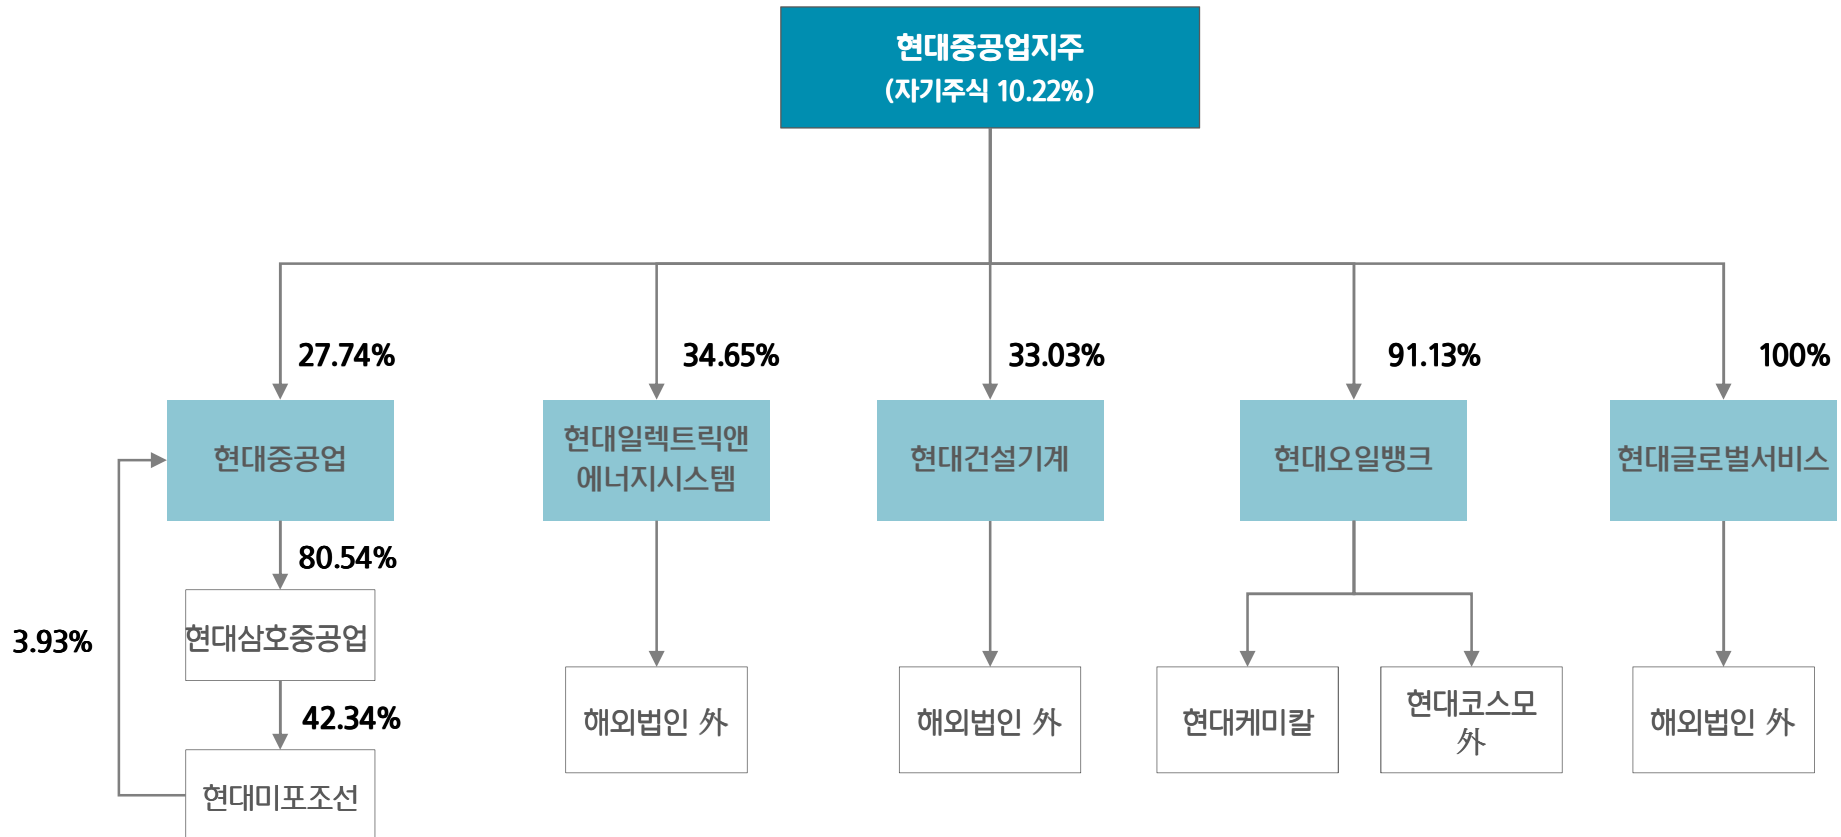 현대중공업지주
(자기주식 10.22%)
27.74%
34.65%
33.03%
91.13%
100%
현대중공업
현대일렉트릭앤
에너지시스템
현대건설기계
현대오일뱅크
현대글로벌서비스
80.54%
3.93%
현대삼호중공업
42.34%
현대미포조선
해외법인 外
해외법인 外
현대케미칼
현대코스모
外
해외법인 外